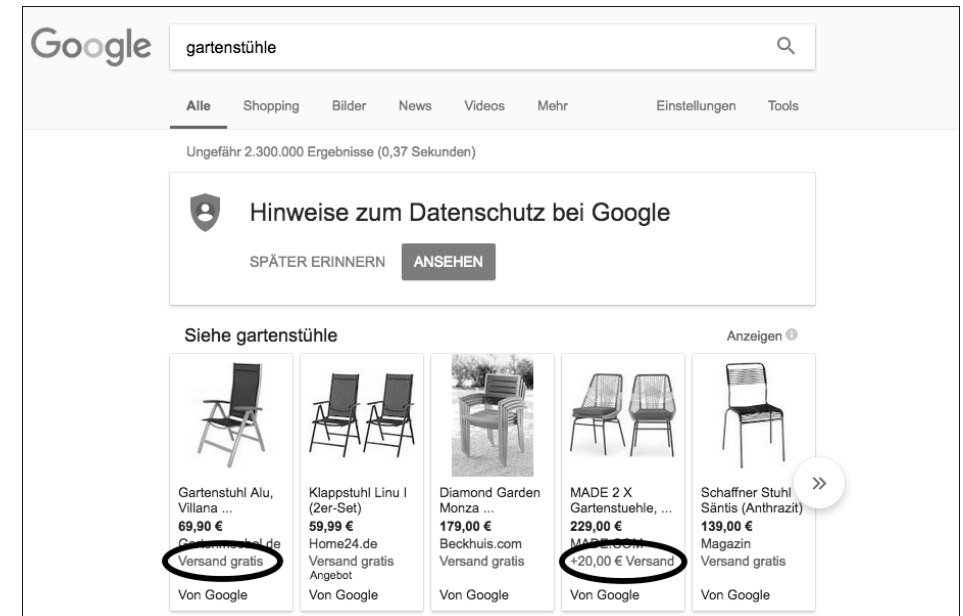 Google
gartenstühle
Alle Shopping Bilder News Videos Mehr Einstellungen Tools
Ungefähr 2.300.000 Ergebnisse (0,37 Sekunden)
Hinweise zum Datenschutz bei Google
SPÄTER ERINNERN ANSEHEN
Siehe gartenstühle
Anzeigen
Gartenstuhl Alu,
Villana ...
69,90 €
Gartenmoebel.de
Versand gratis
Von Google
Klappstuhl Linu I
(2er-Set)
59,99 €
Home24.de
Versand gratis
Angebot
Von Google
Diamond Garden
Monza ...
179,00 €
Beckhuis.com
Versand gratis
Von Google
MADE 2 X
Gartenstuehle, ...
229,00 €
MADE.COM
+20,00 € Versand
Von Google
Schaffner Stuhl
Säntis (Anthrazit)
139,00 €
Magazin
Versand gratis
Von Google